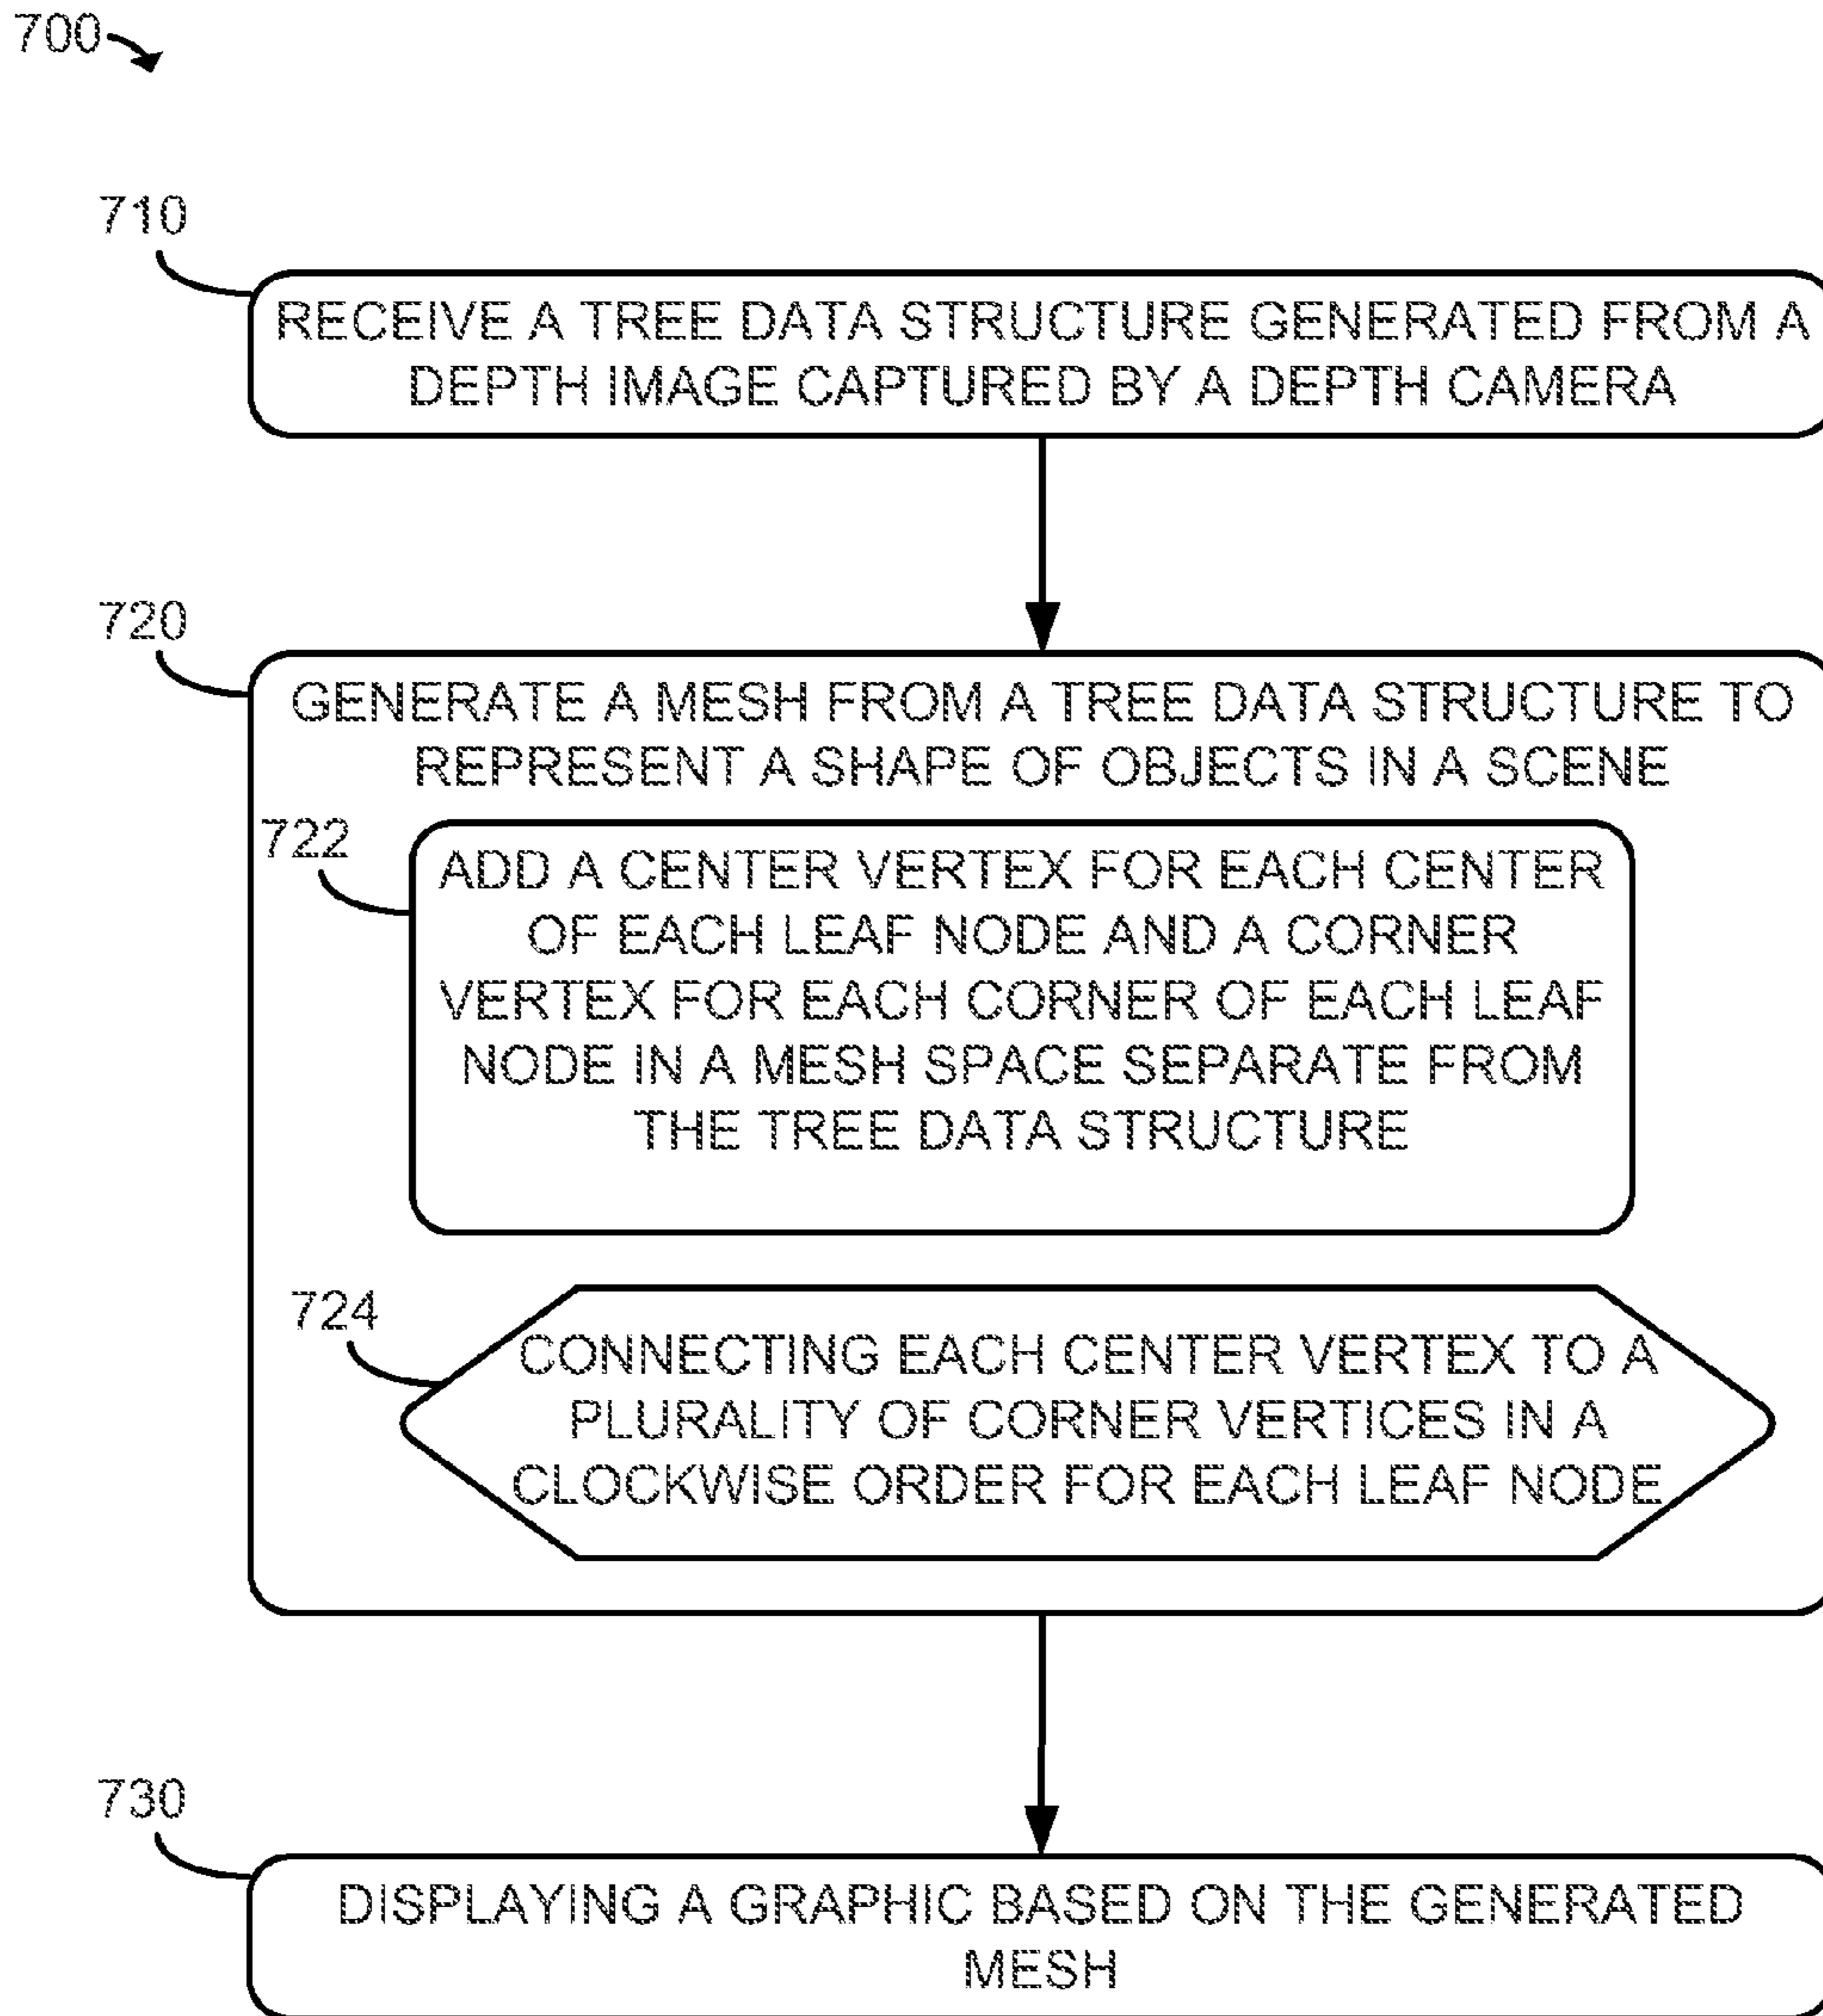 700
710
RECEIVE A TREE DATA STRUCTURE GENERATED FROM A
DEPTH IMAGE CAPTURED BY A DEPTH CAMERA
720
GENERATE A MESH FROM A TREE DATA STRUCTURE TO
REPRESENT A SHAPE OF OBJECTS IN A SCENE
722
ADD A CENTER VERTEX FOR EACH CENTER
OF EACH LEAF NODE AND A CORNER
VERTEX FOR EACH CORNER OF EACH LEAF
NODE IN A MESH SPACE SEPARATE FROM
THE TREE DATA STRUCTURE
724
CONNECTING EACH CENTER VERTEX TO A
PLURALITY OF CORNER VERTICES IN A
CLOCKWISE ORDER FOR EACH LEAF NODE
730
DISPLAYING A GRAPHIC BASED ON THE GENERATED
MESH